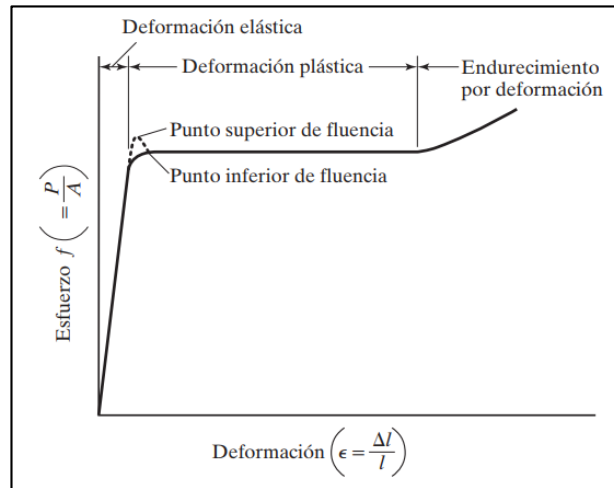 Deformación elástica
Deformación plástica
Endurecimiento
por deformación
Punto superior de fluencia
Punto inferior de fluencia
Esfuerzo f (= P/A)
Deformación (ϵ = Δl/l)